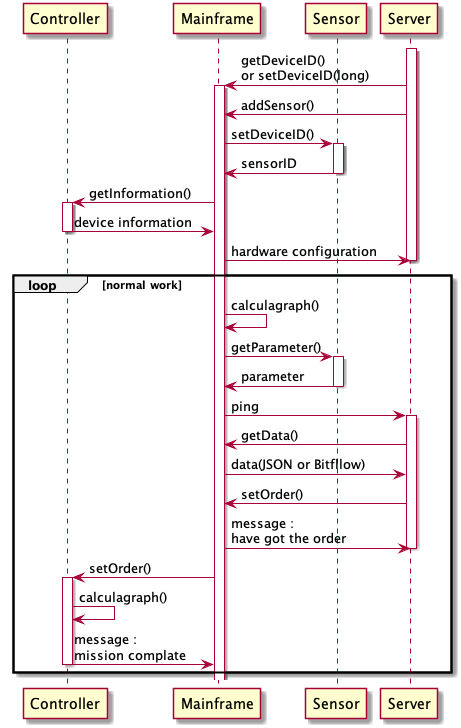 Controller
Mainframe
Sensor
Server
getDeviceID()
or setDeviceID(long)
addSensor()
setDeviceID()
sensorID
getInformation()
device information
hardware configuration
loop
[normal work]
calculagraph()
getParameter()
parameter
ping
getData()
data(JSON or Bitfllow)
setOrder()
message :
have got the order
setOrder()
calculagraph()
message :
mission complate
Controller
Mainframe
Sensor
Server